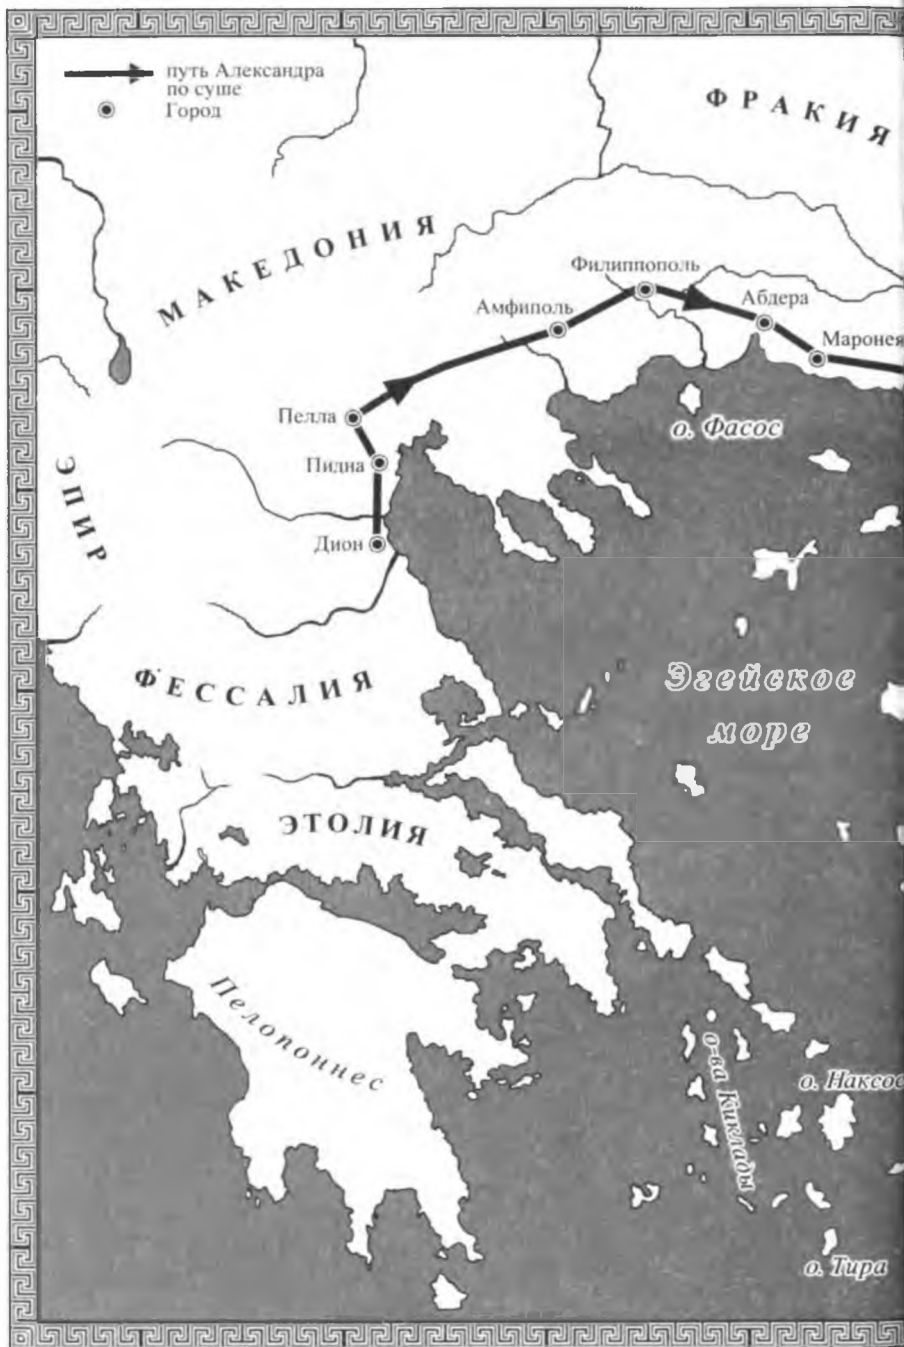 путь Александра
по суше
Город
ФРАКИЯ
МАКЕДОНИЯ
Филиппополь
Амфиполь
Абдера
Маронея
Пелла
о. Фасос
Пидна
ЭПИР
Дион
ФЕССАЛИЯ
Эгейское
море
ЭТОЛИЯ
Пелопоннес
о-ва Киклады
о. Наксос
о. Тира